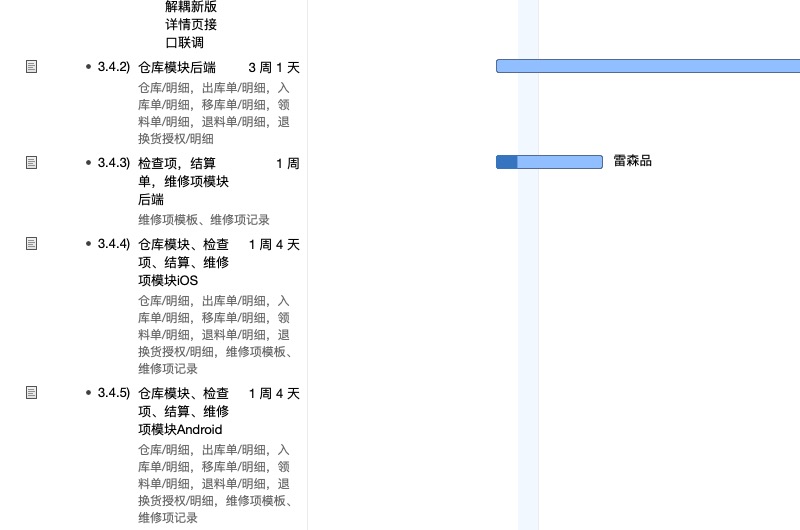 解耦新版
详情页接
口联调
3.4.2) 仓库模块后端 3 周 1 天
仓库/明细，出库单/明细，入
库单/明细，移库单/明细，领
料单/明细，退料单/明细，退
换货授权/明细
3.4.3) 检查项，结算 1 周 雷森品
单，维修项模块
后端
维修项模板、维修项记录
3.4.4) 仓库模块、检查 1 周 4 天
项、结算、维修
项模块iOS
仓库/明细，出库单/明细，入
库单/明细，移库单/明细，领
料单/明细，退料单/明细，退
换货授权/明细，维修项模板、
维修项记录
3.4.5) 仓库模块、检查 1 周 4 天
项、结算、维修
项模块Android
仓库/明细，出库单/明细，入
库单/明细，移库单/明细，领
料单/明细，退料单/明细，退
换货授权/明细，维修项模板、
维修项记录